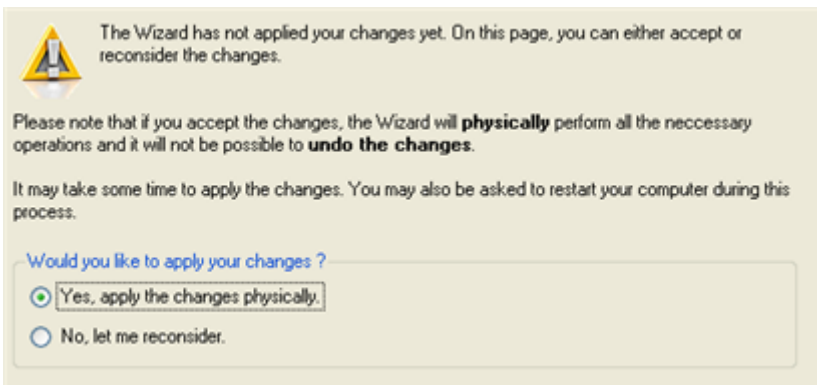 The Wizard has not applied your changes yet. On this page, you can either accept or
reconsider the changes.
Please note that if you accept the changes, the Wizard will physically perform all the neccessary
operations and it will not be possible to undo the changes.
It may take some time to apply the changes. You may also be asked to restart your computer during this
process.
Would you like to apply your changes ?
Yes, apply the changes physically.
No, let me reconsider.